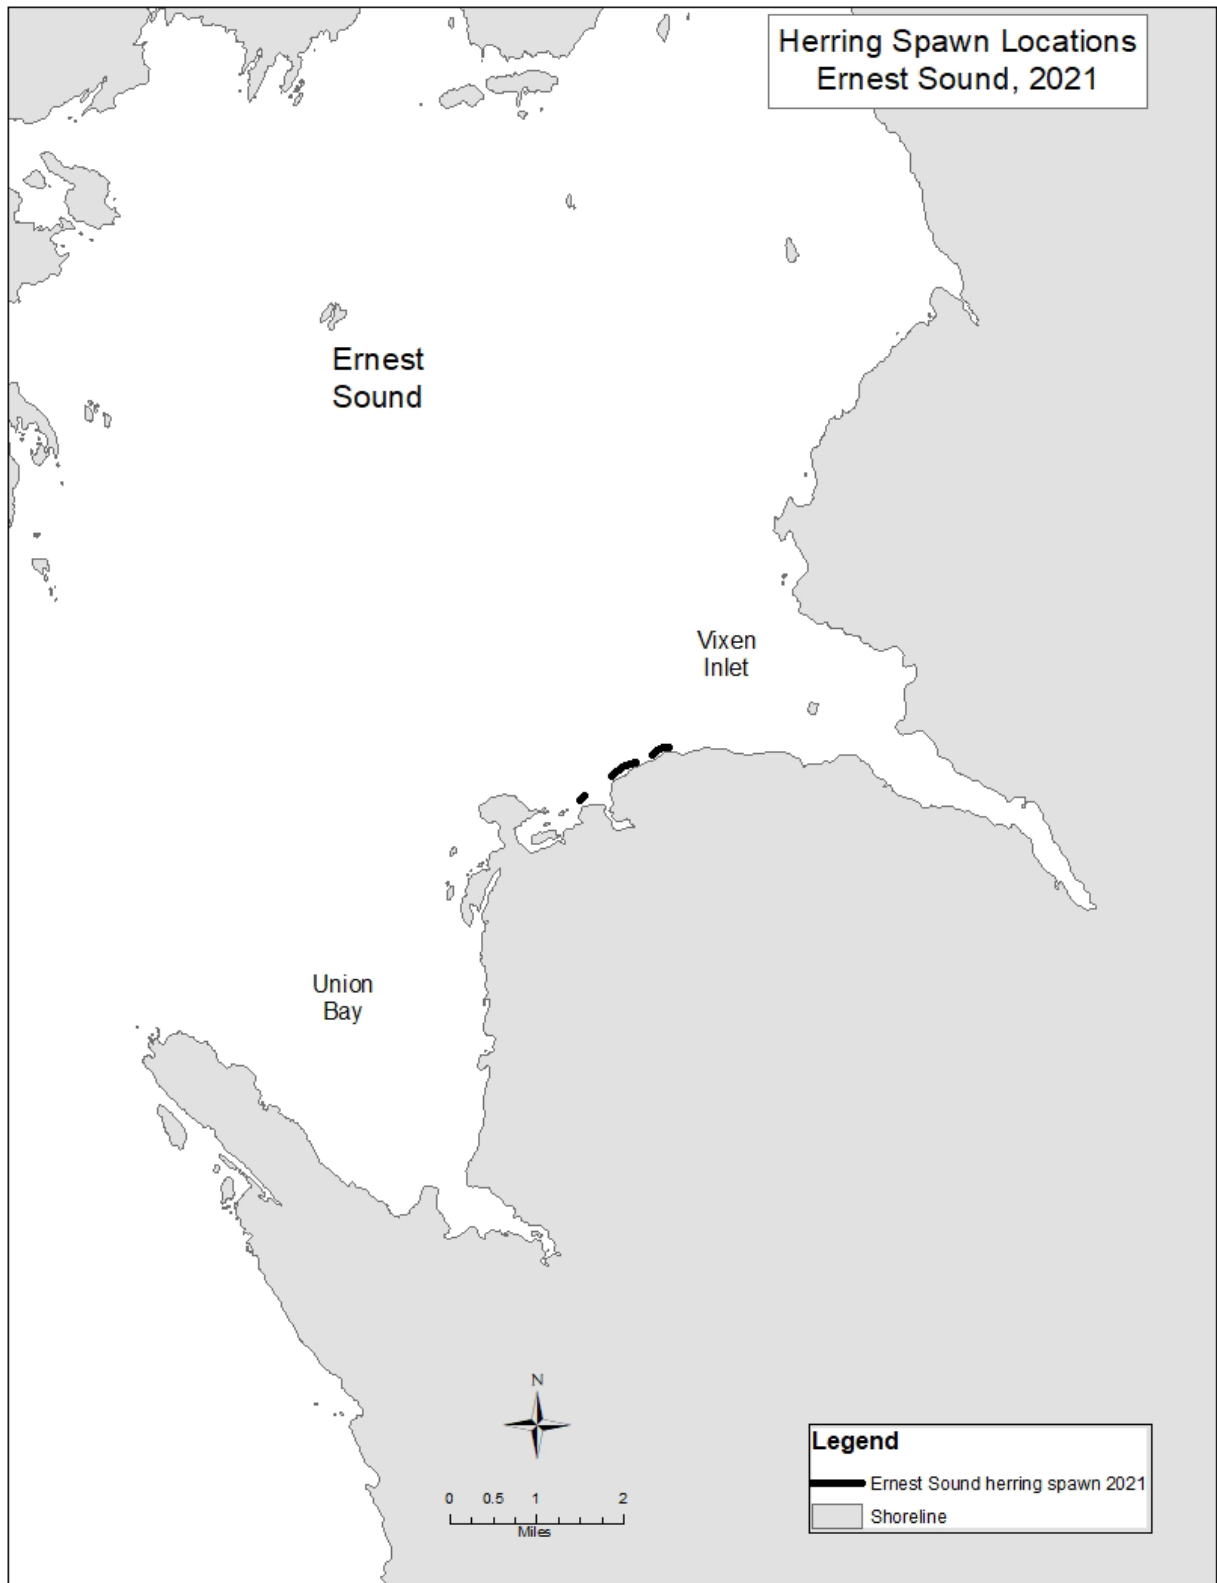 Herring Spawn Locations
Ernest Sound, 2021
Ernest
Sound
Vixen
Inlet
Union
Bay
N
0 0.5 1 2
Miles
Legend
Ernest Sound herring spawn 2021
Shoreline